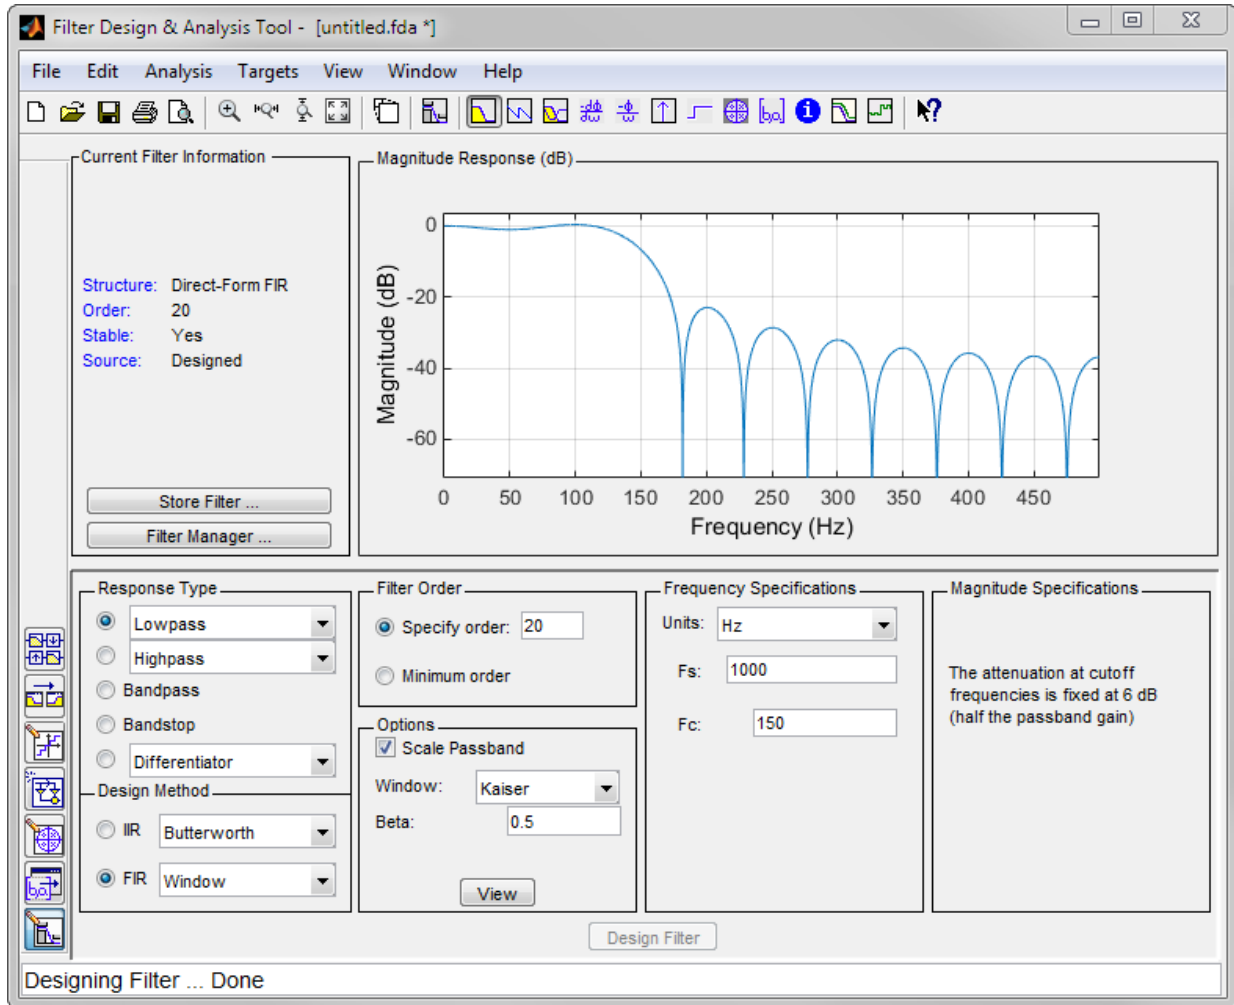 Filter Design & Analysis Tool - [untitled.fda *]
File Edit Analysis Targets View Window Help
Current Filter Information
Structure: Direct-Form FIR
Order: 20
Stable: Yes
Source: Designed
Store Filter ...
Filter Manager ...
Magnitude Response (dB)
Magnitude (dB)
0
-20
-40
-60
0 50 100 150 200 250 300 350 400 450
Frequency (Hz)
Response Type
Lowpass
Highpass
Bandpass
Bandstop
Differentiator
Design Method
IIR Butterworth
FIR Window
Filter Order
Specify order: 20
Minimum order
Options
Scale Passband
Window: Kaiser
Beta: 0.5
View
Frequency Specifications
Units: Hz
Fs: 1000
Fc: 150
Magnitude Specifications
The attenuation at cutoff
frequencies is fixed at 6 dB
(half the passband gain)
Design Filter
Designing Filter ... Done